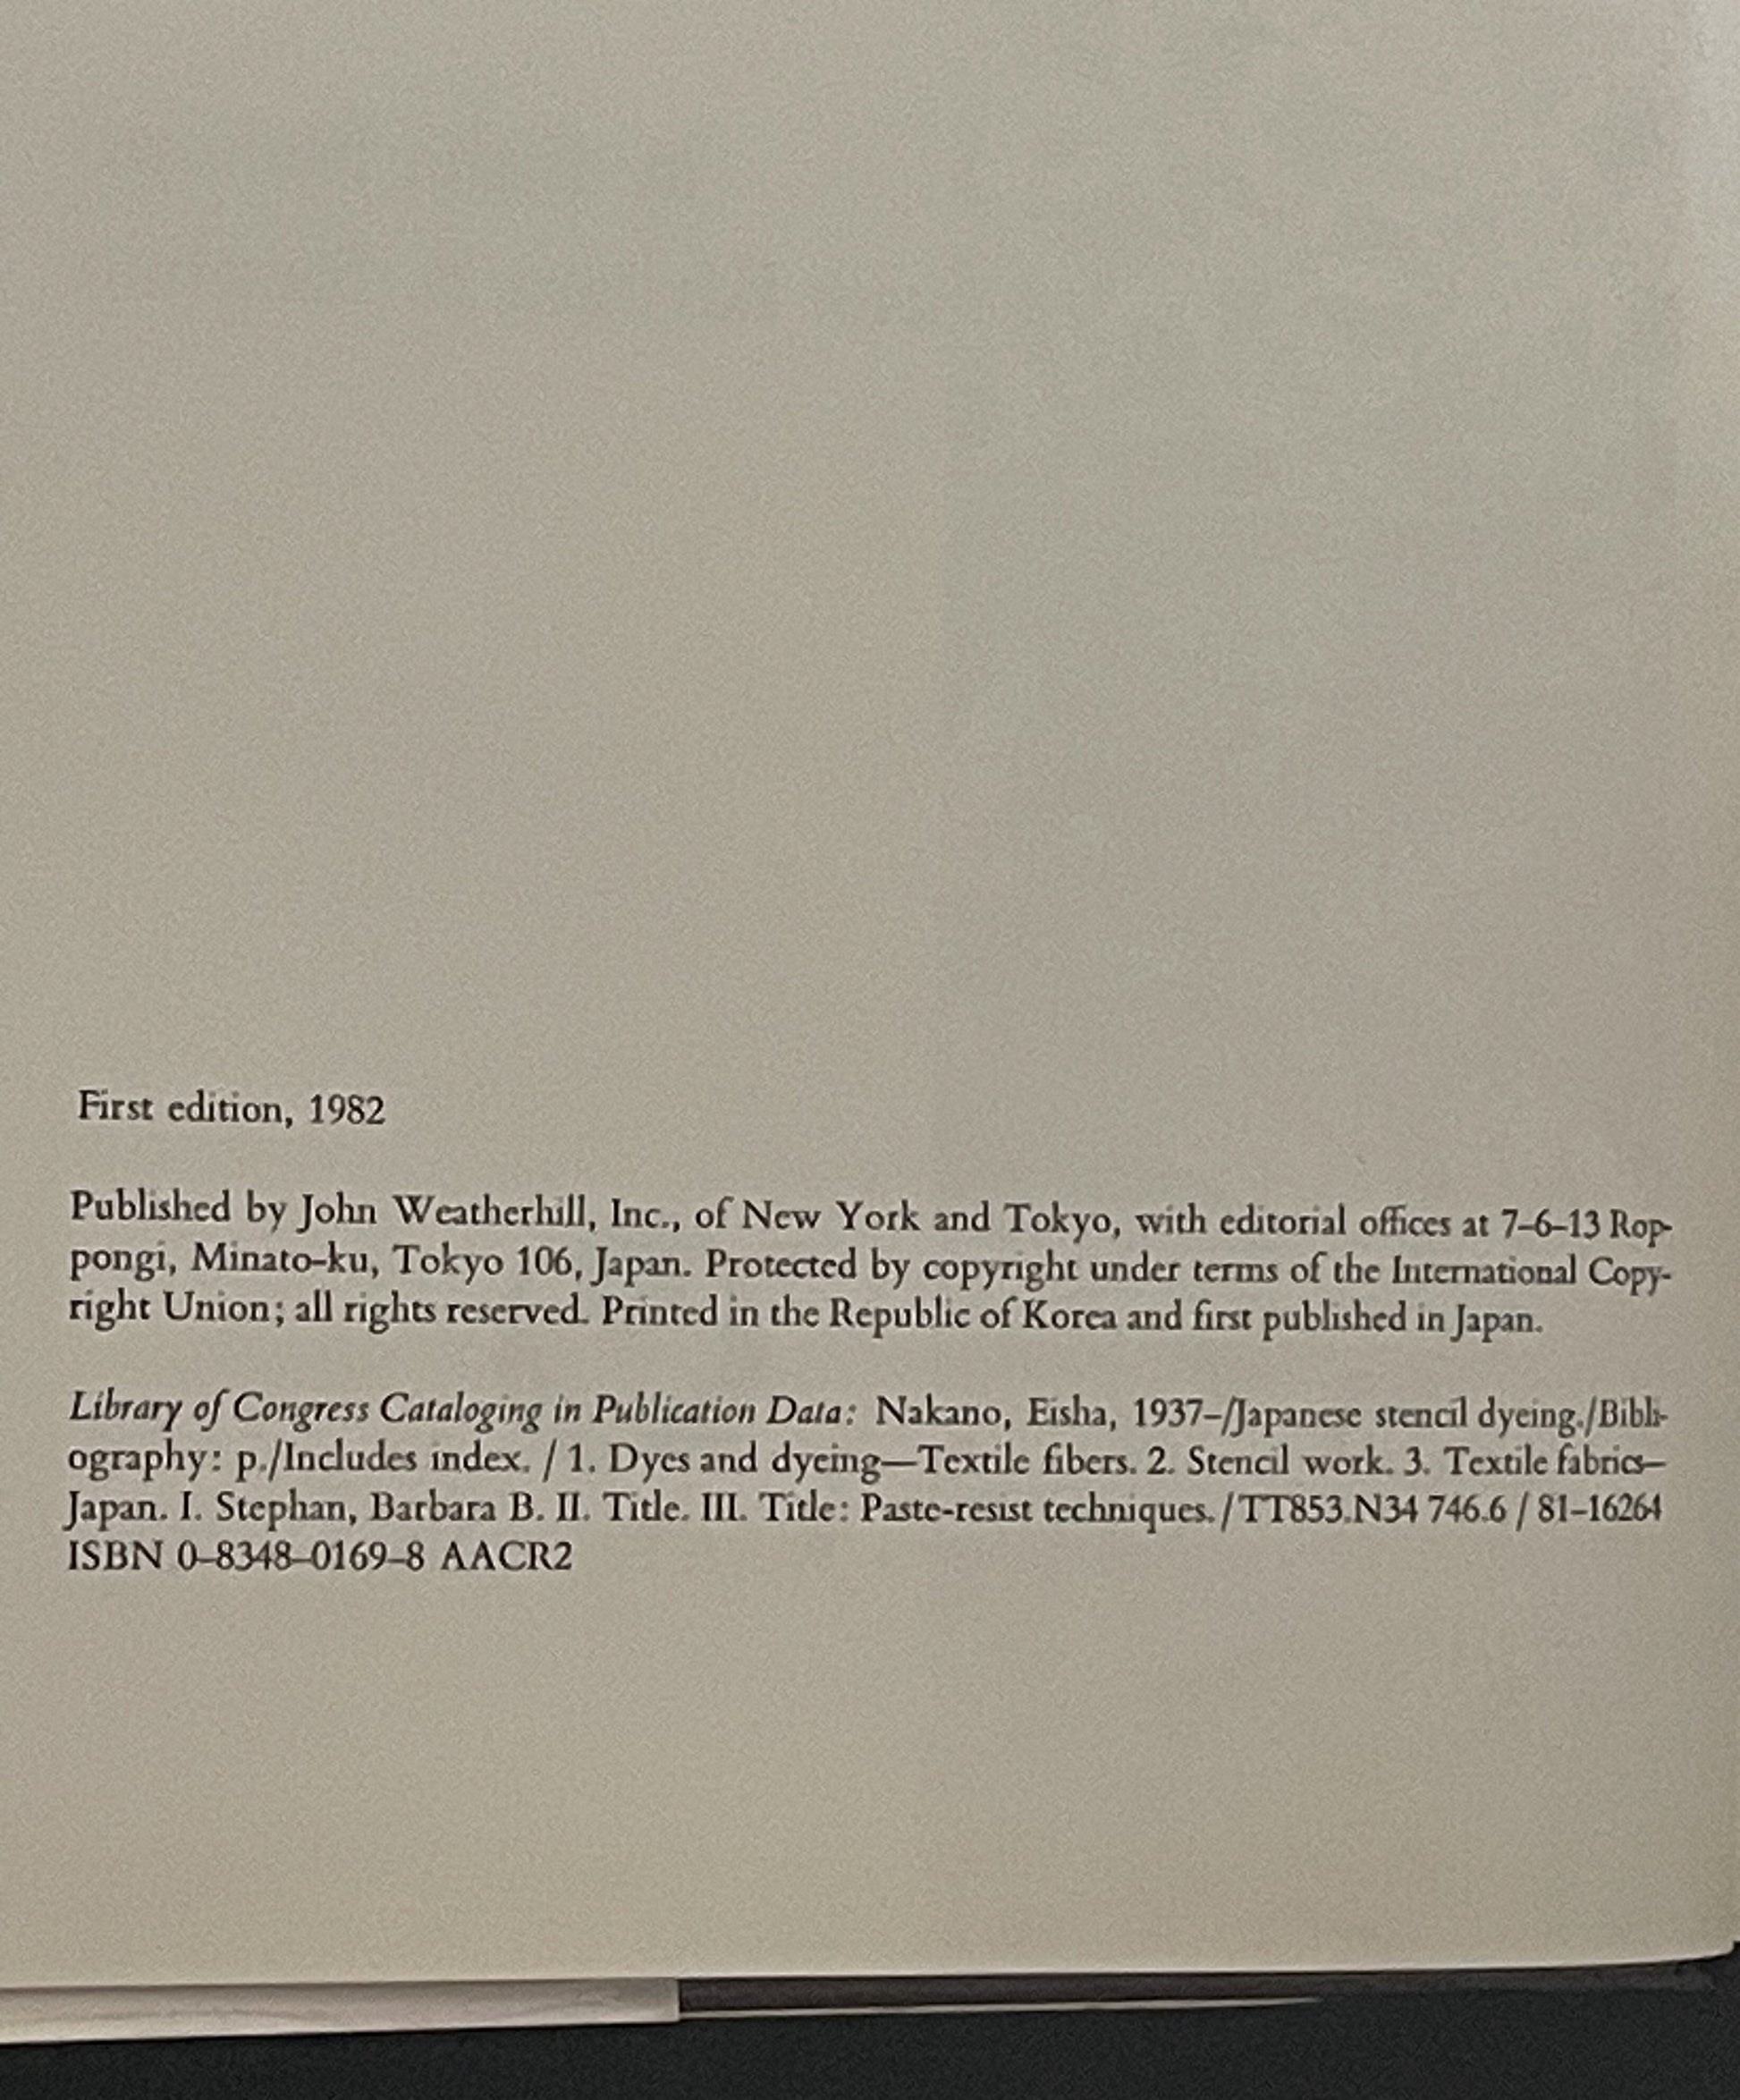 First edition, 1982
Published by John Weatherhill, Inc., of New York and Tokyo, with editorial offices at 7–6–13 Rop-
pongi, Minato-ku, Tokyo 106, Japan. Protected by copyright under terms of the International Copy-
right Union; all rights reserved. Printed in the Republic of Korea and first published in Japan.
Library of Congress Cataloging in Publication Data: Nakano, Eisha, 1937–/Japanese stencil dyeing./Bibli-
ography: p./Includes index. / 1. Dyes and dyeing—Textile fibers. 2. Stencil work. 3. Textile fabrics—
Japan. I. Stephan, Barbara B. II. Title. III. Title: Paste-resist techniques. / TT853.N34 746.6 / 81–16264
ISBN 0–8348–0169–8 AACR2